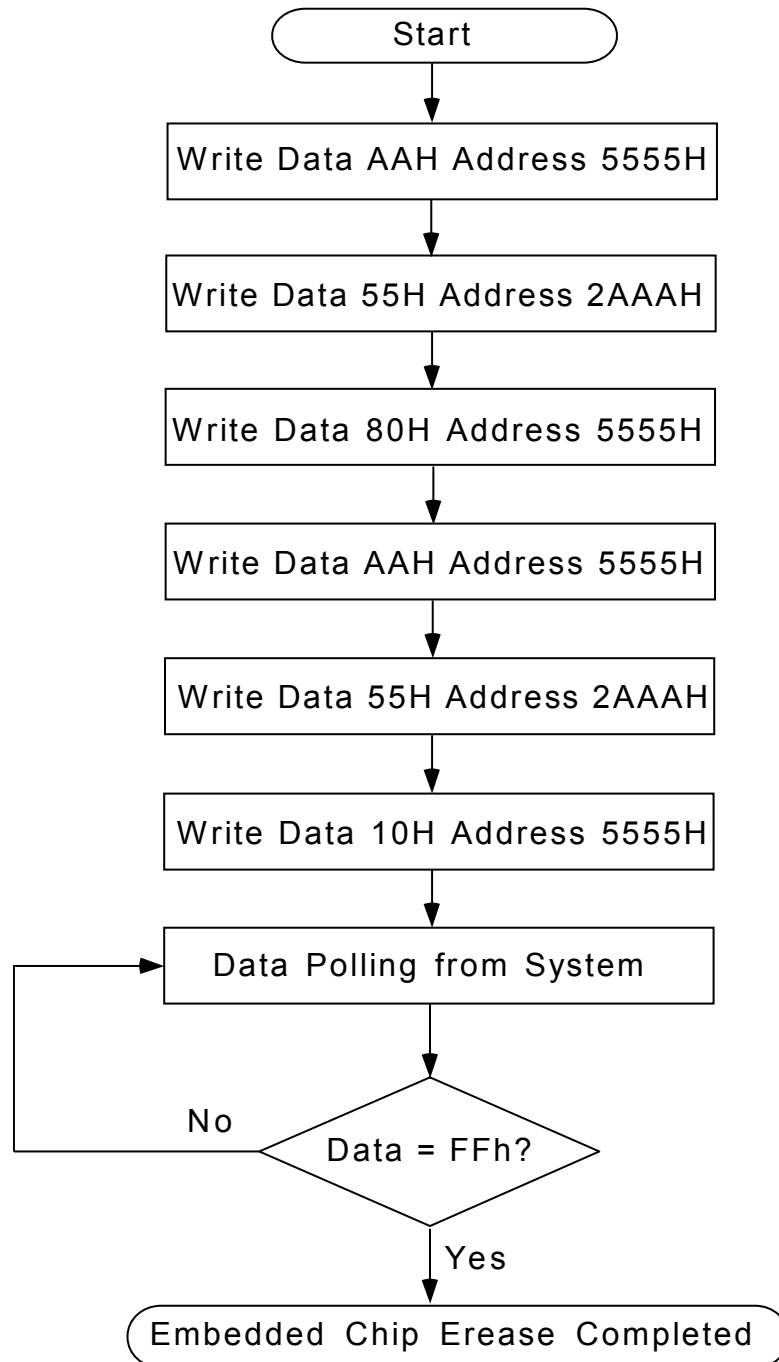 Start
Write Data AAH Address 5555H
Write Data 55H Address 2AAAH
Write Data 80H Address 5555H
Write Data AAH Address 5555H
Write Data 55H Address 2AAAH
Write Data 10H Address 5555H
Data Polling from System
No
Data = FFh?
Yes
Embedded Chip Erease Completed